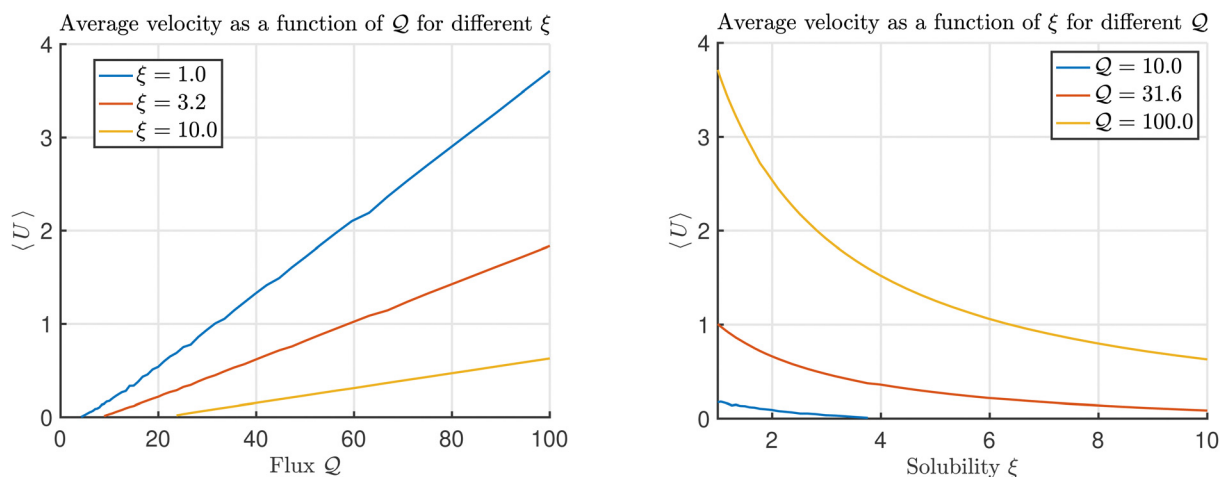 Average velocity as a function of 𝒬 for different ξ
4
3
2
1
0
⟨U⟩
ξ = 1.0
ξ = 3.2
ξ = 10.0
0 20 40 60 80 100
Flux 𝒬
Average velocity as a function of ξ for different 𝒬
4
3
2
1
0
⟨U⟩
𝒬 = 10.0
𝒬 = 31.6
𝒬 = 100.0
2 4 6 8 10
Solubility ξ